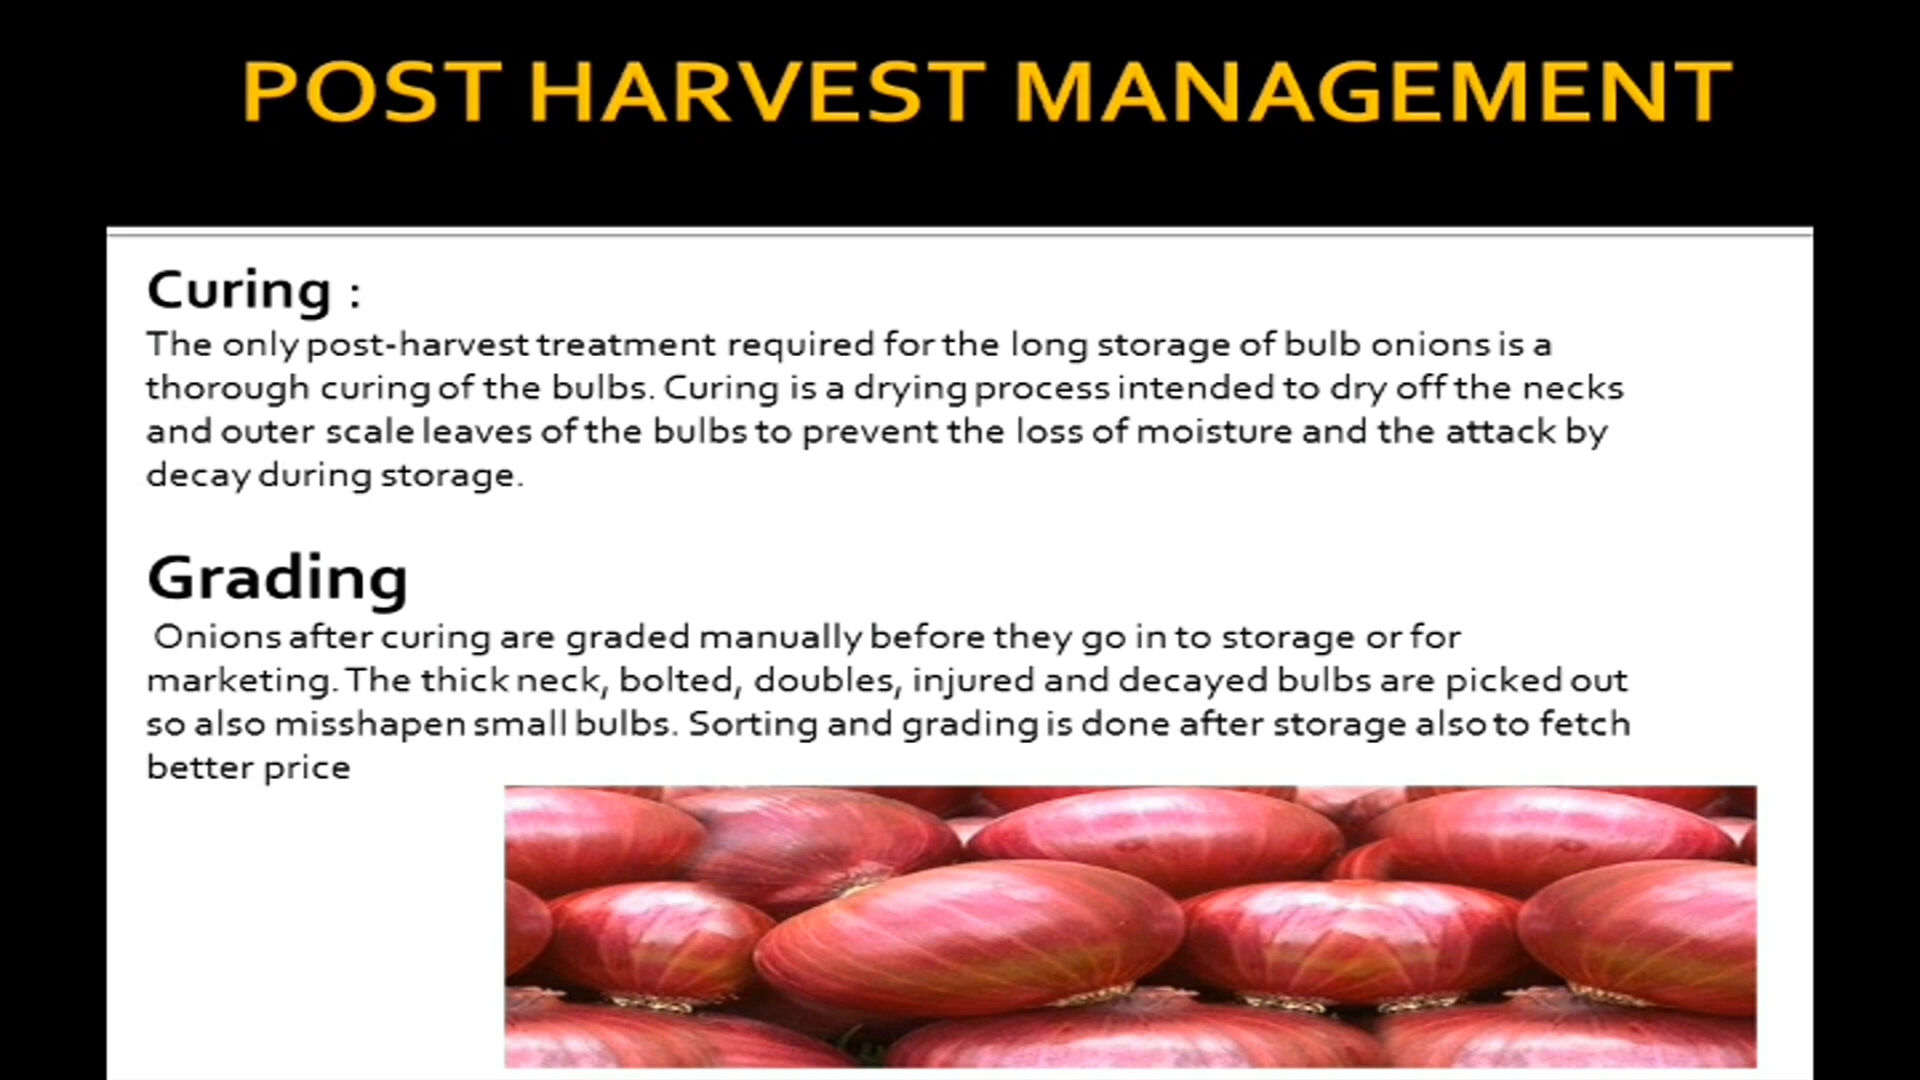 POST HARVEST MANAGEMENT
Curing :
The only post-harvest treatment required for the long storage of bulb onions is a
thorough curing of the bulbs. Curing is a drying process intended to dry off the necks
and outer scale leaves of the bulbs to prevent the loss of moisture and the attack by
decay during storage.
Grading
Onions after curing are graded manually before they go in to storage or for
marketing. The thick neck, bolted, doubles, injured and decayed bulbs are picked out
so also misshapen small bulbs. Sorting and grading is done after storage also to fetch
better price